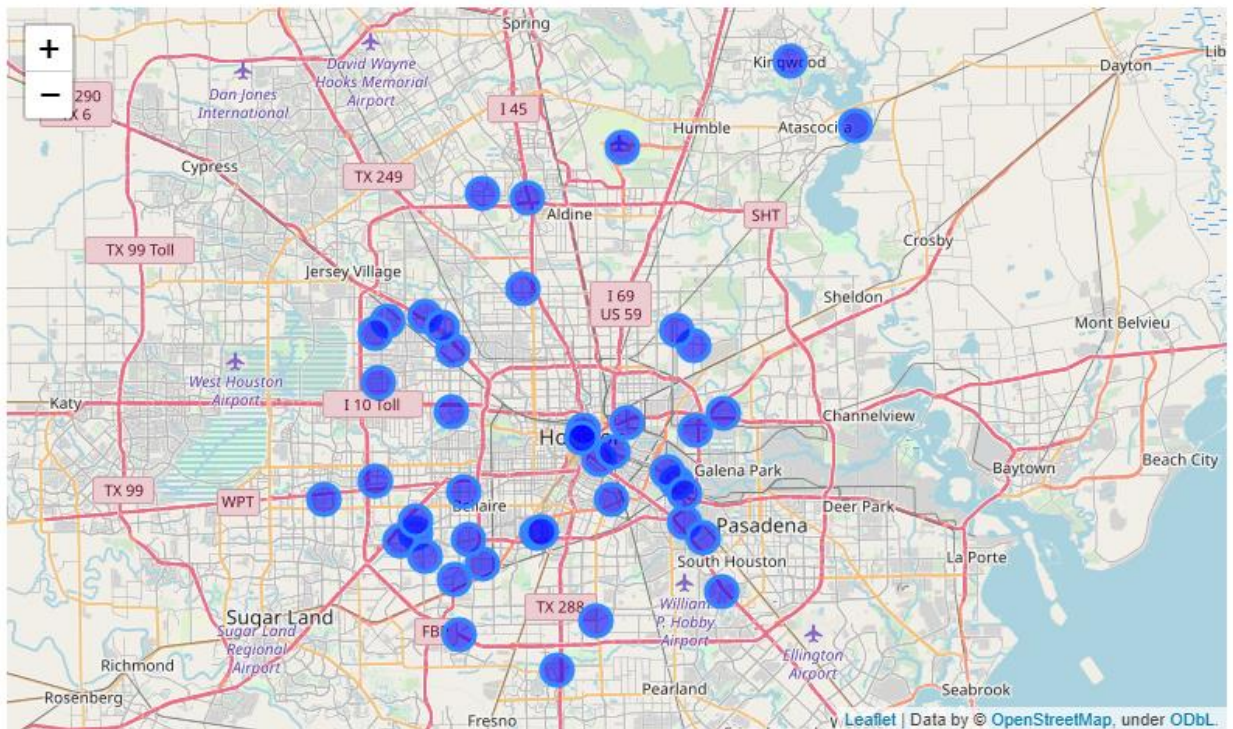 +
−
Spring
David Wayne
Hooks Memorial
Airport
Dan Jones
International
290
TX 6
I 45
Kingwood
Dayton
Lib
Humble
Atascocita
Cypress
TX 249
Aldine
SHT
TX 99 Toll
Crosby
Jersey Village
Sheldon
I 69
US 59
Mont Belvieu
West Houston
Airport
Katy
I 10 Toll
Channelview
Galena Park
Baytown
Beach City
TX 99
WPT
Bellaire
Deer Park
Pasadena
La Porte
South Houston
Sugar Land
TX 288
William
P. Hobby
Airport
Sugar Land
Regional
Airport
Ellington
Airport
Richmond
Rosenberg
Pearland
Seabrook
Fresno
Leaflet | Data by © OpenStreetMap, under ODbL.